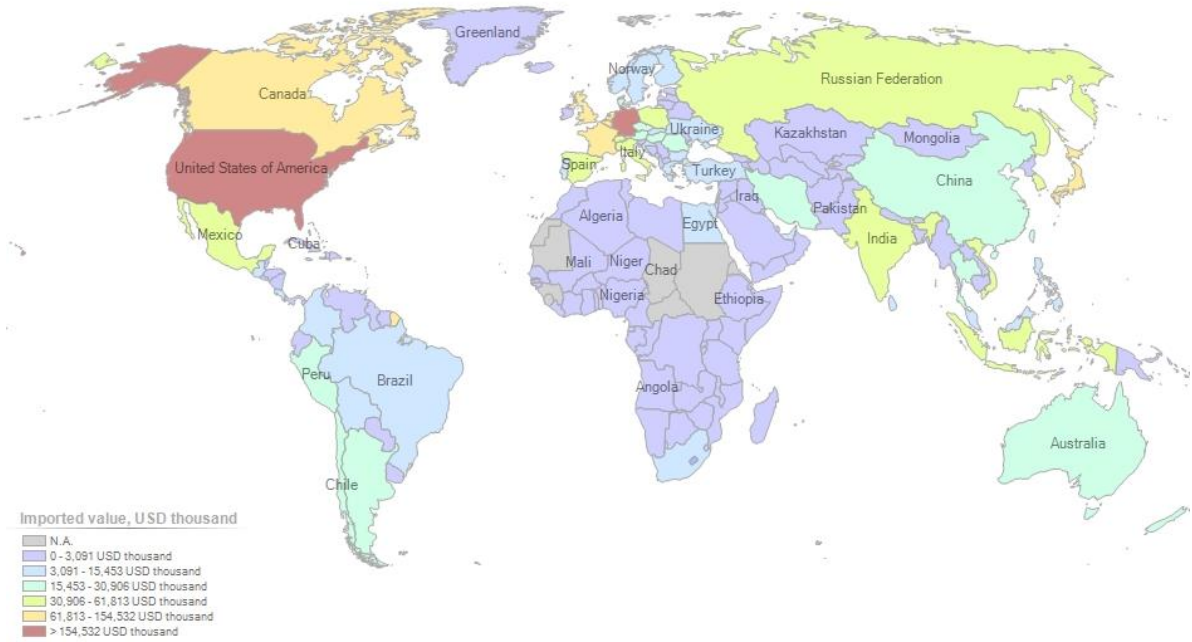 Greenland
Norway
Russian Federation
Canada
Ukraine
Kazakhstan
Mongolia
United States of America
Spain
Italy
Turkey
China
Iraq
Pakistan
Algeria
Egypt
India
Mexico
Cuba
Mali
Niger
Chad
Nigeria
Ethiopia
Peru
Brazil
Angola
Australia
Chile
Imported value, USD thousand
N.A.
0 - 3,091 USD thousand
3,091 - 15,453 USD thousand
15,453 - 30,906 USD thousand
30,906 - 61,813 USD thousand
61,813 - 154,532 USD thousand
> 154,532 USD thousand